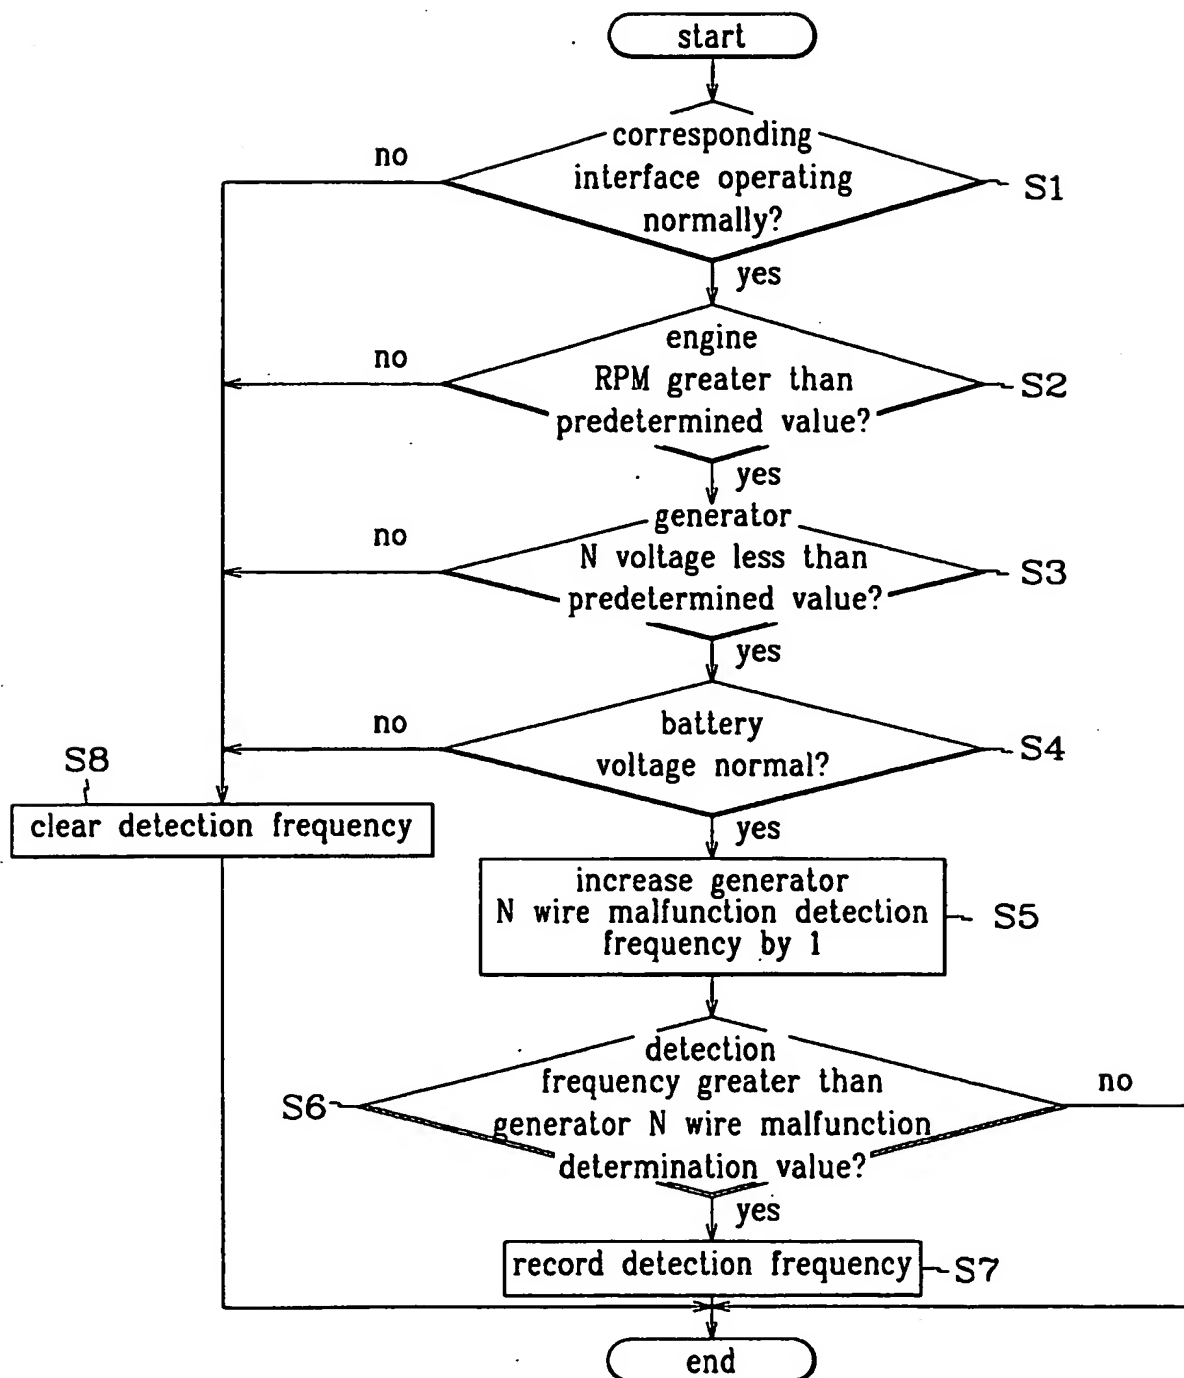 start
corresponding
interface operating
normally?
no
S1
yes
engine
RPM greater than
predetermined value?
no
S2
yes
generator
N voltage less than
predetermined value?
no
S3
yes
battery
voltage normal?
no
S4
S8
clear detection frequency
yes
increase generator
N wire malfunction detection
frequency by 1
S5
detection
frequency greater than
generator N wire malfunction
determination value?
S6
no
yes
record detection frequency
S7
end